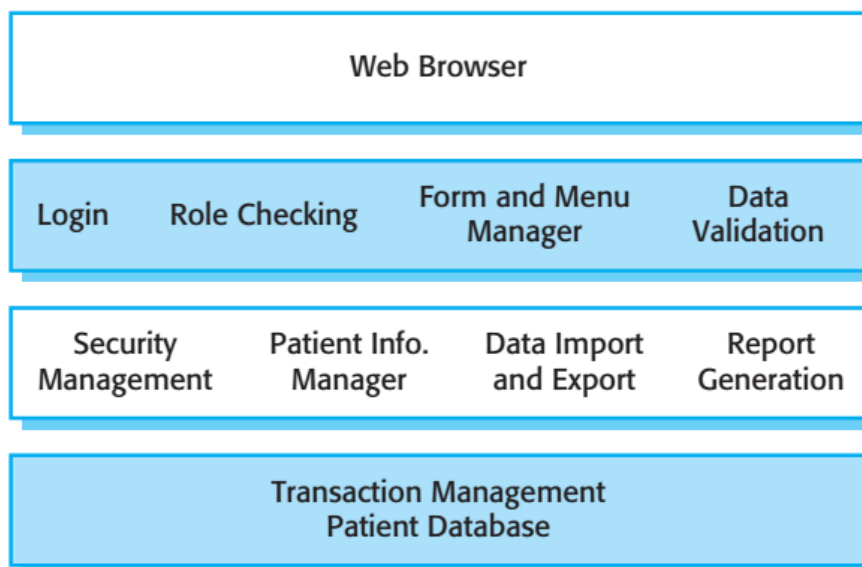 Web Browser
Login
Role Checking
Form and Menu
Manager
Data
Validation
Security
Management
Patient Info.
Manager
Data Import
and Export
Report
Generation
Transaction Management
Patient Database